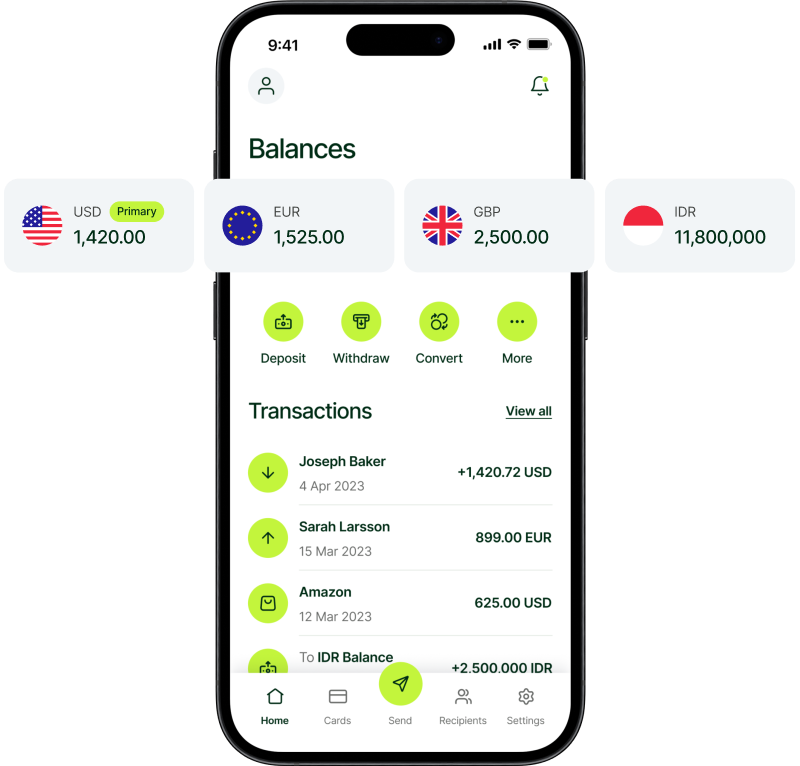 9:41
Balances
USD Primary
1,420.00
EUR
1,525.00
GBP
2,500.00
IDR
11,800,000
Deposit
Withdraw
Convert
More
Transactions
View all
Joseph Baker
4 Apr 2023
+1,420.72 USD
Sarah Larsson
15 Mar 2023
899.00 EUR
Amazon
12 Mar 2023
625.00 USD
To IDR Balance
+2,500,000 IDR
Home
Cards
Send
Recipients
Settings